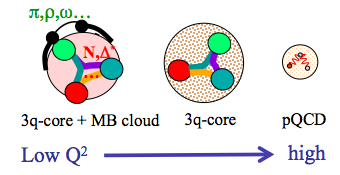 π,ρ,ω…
N,Δ*
…
3q-core + MB cloud 3q-core pQCD
Low Q² high